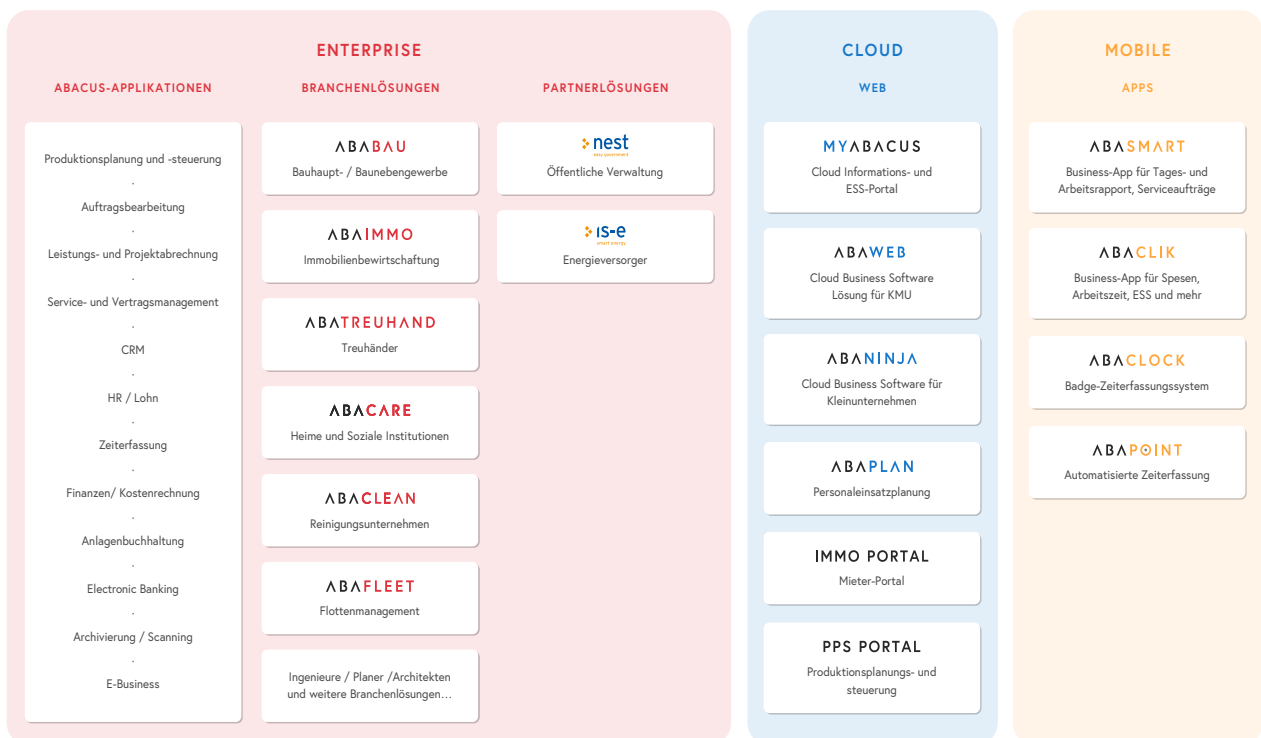 ENTERPRISE
ABACUS-APPLIKATIONEN
Produktionsplanung und -steuerung
.
Auftragsbearbeitung
.
Leistungs- und Projektabrechnung
.
Service- und Vertragsmanagement
.
CRM
.
HR / Lohn
.
Zeiterfassung
.
Finanzen/ Kostenrechnung
.
Anlagenbuchhaltung
.
Electronic Banking
.
Archivierung / Scanning
.
E-Business
BRANCHENLÖSUNGEN
ABABAU
Bauhaupt- / Baunebengewerbe
ABAIMMO
Immobilienbewirtschaftung
ABATREUHAND
Treuhänder
ABACARE
Heime und Soziale Institutionen
ABACLEAN
Reinigungsunternehmen
ABAFLEET
Flottenmanagement
Ingenieure / Planer /Architekten
und weitere Branchenlösungen...
PARTNERLÖSUNGEN
nest
easy government
Öffentliche Verwaltung
is-e
smart energy
Energieversorger
CLOUD
WEB
MYABACUS
Cloud Informations- und
ESS-Portal
ABAWEB
Cloud Business Software
Lösung für KMU
ABANINJA
Cloud Business Software für
Kleinunternehmen
ABAPLAN
Personaleinsatzplanung
IMMO PORTAL
Mieter-Portal
PPS PORTAL
Produktionsplanungs- und
steuerung
MOBILE
APPS
ABASMART
Business-App für Tages- und
Arbeitsrapport, Serviceaufträge
ABACLIK
Business-App für Spesen,
Arbeitszeit, ESS und mehr
ABACLOCK
Badge-Zeiterfassungssystem
ABAPOINT
Automatisierte Zeiterfassung